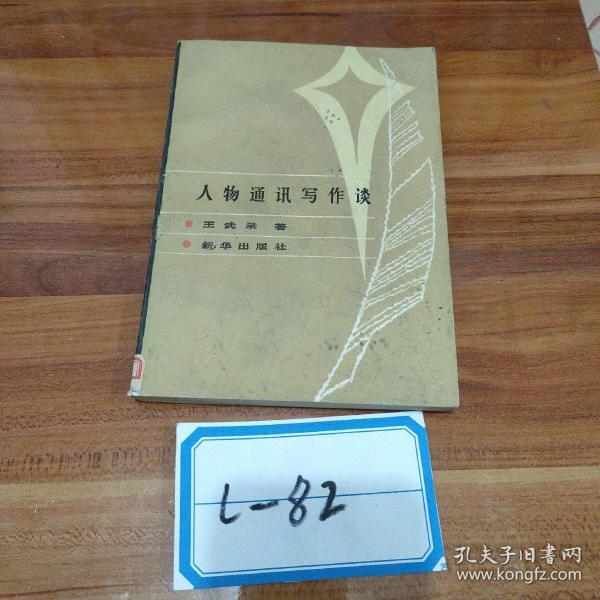 人物通讯写作谈
王武录 著
新华出版社
L-82
孔夫子旧书网
www.kongfz.com